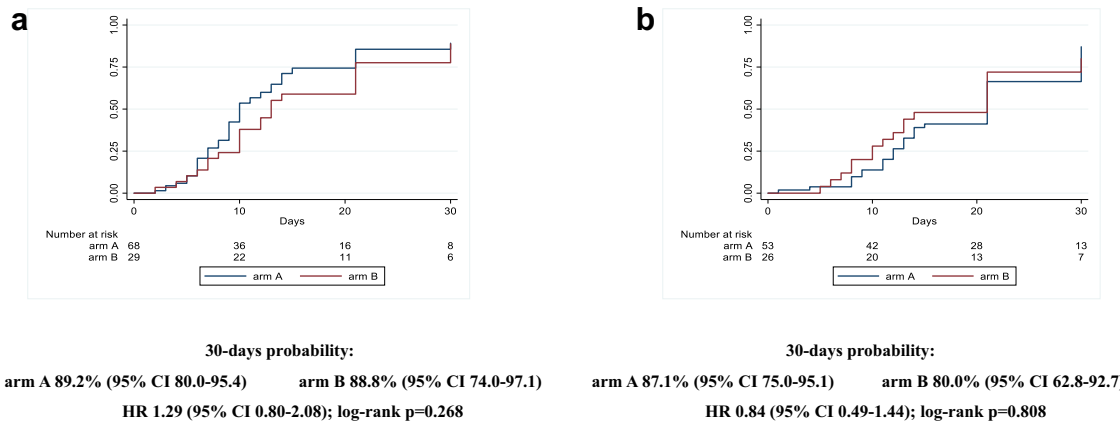 a
1.00
0.75
0.50
0.25
0.00
0 10 20 30
Days
Number at risk
arm A 68 36 16 8
arm B 29 22 11 6
arm A arm B
30-days probability:
arm A 89.2% (95% CI 80.0-95.4) arm B 88.8% (95% CI 74.0-97.1)
HR 1.29 (95% CI 0.80-2.08); log-rank p=0.268
b
1.00
0.75
0.50
0.25
0.00
0 10 20 30
Days
Number at risk
arm A 53 42 28 13
arm B 26 20 13 7
arm A arm B
30-days probability:
arm A 87.1% (95% CI 75.0-95.1) arm B 80.0% (95% CI 62.8-92.7
HR 0.84 (95% CI 0.49-1.44); log-rank p=0.808